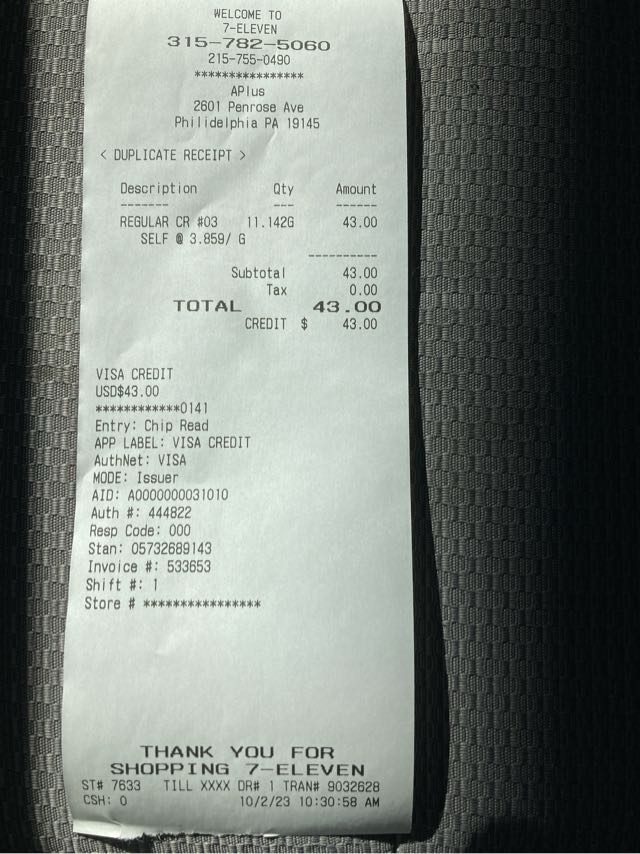 WELCOME TO
7-ELEVEN
315-782-5060
215-755-0490
*****************
APlus
2601 Penrose Ave
Philidelphia PA 19145
< DUPLICATE RECEIPT >
Description Qty Amount
------- --- ------
REGULAR CR #03 11.142G 43.00
SELF @ 3.859/ G
----------
Subtotal 43.00
Tax 0.00
TOTAL 43.00
CREDIT $ 43.00
VISA CREDIT
USD$43.00
************0141
Entry: Chip Read
APP LABEL: VISA CREDIT
AuthNet: VISA
MODE: Issuer
AID: A0000000031010
Auth #: 444822
Resp Code: 000
Stan: 05732689143
Invoice #: 533653
Shift #: 1
Store # ****************
THANK YOU FOR
SHOPPING 7-ELEVEN
ST# 7633 TILL XXXX DR# 1 TRAN# 9032628
CSH: 0 10/2/23 10:30:58 AM